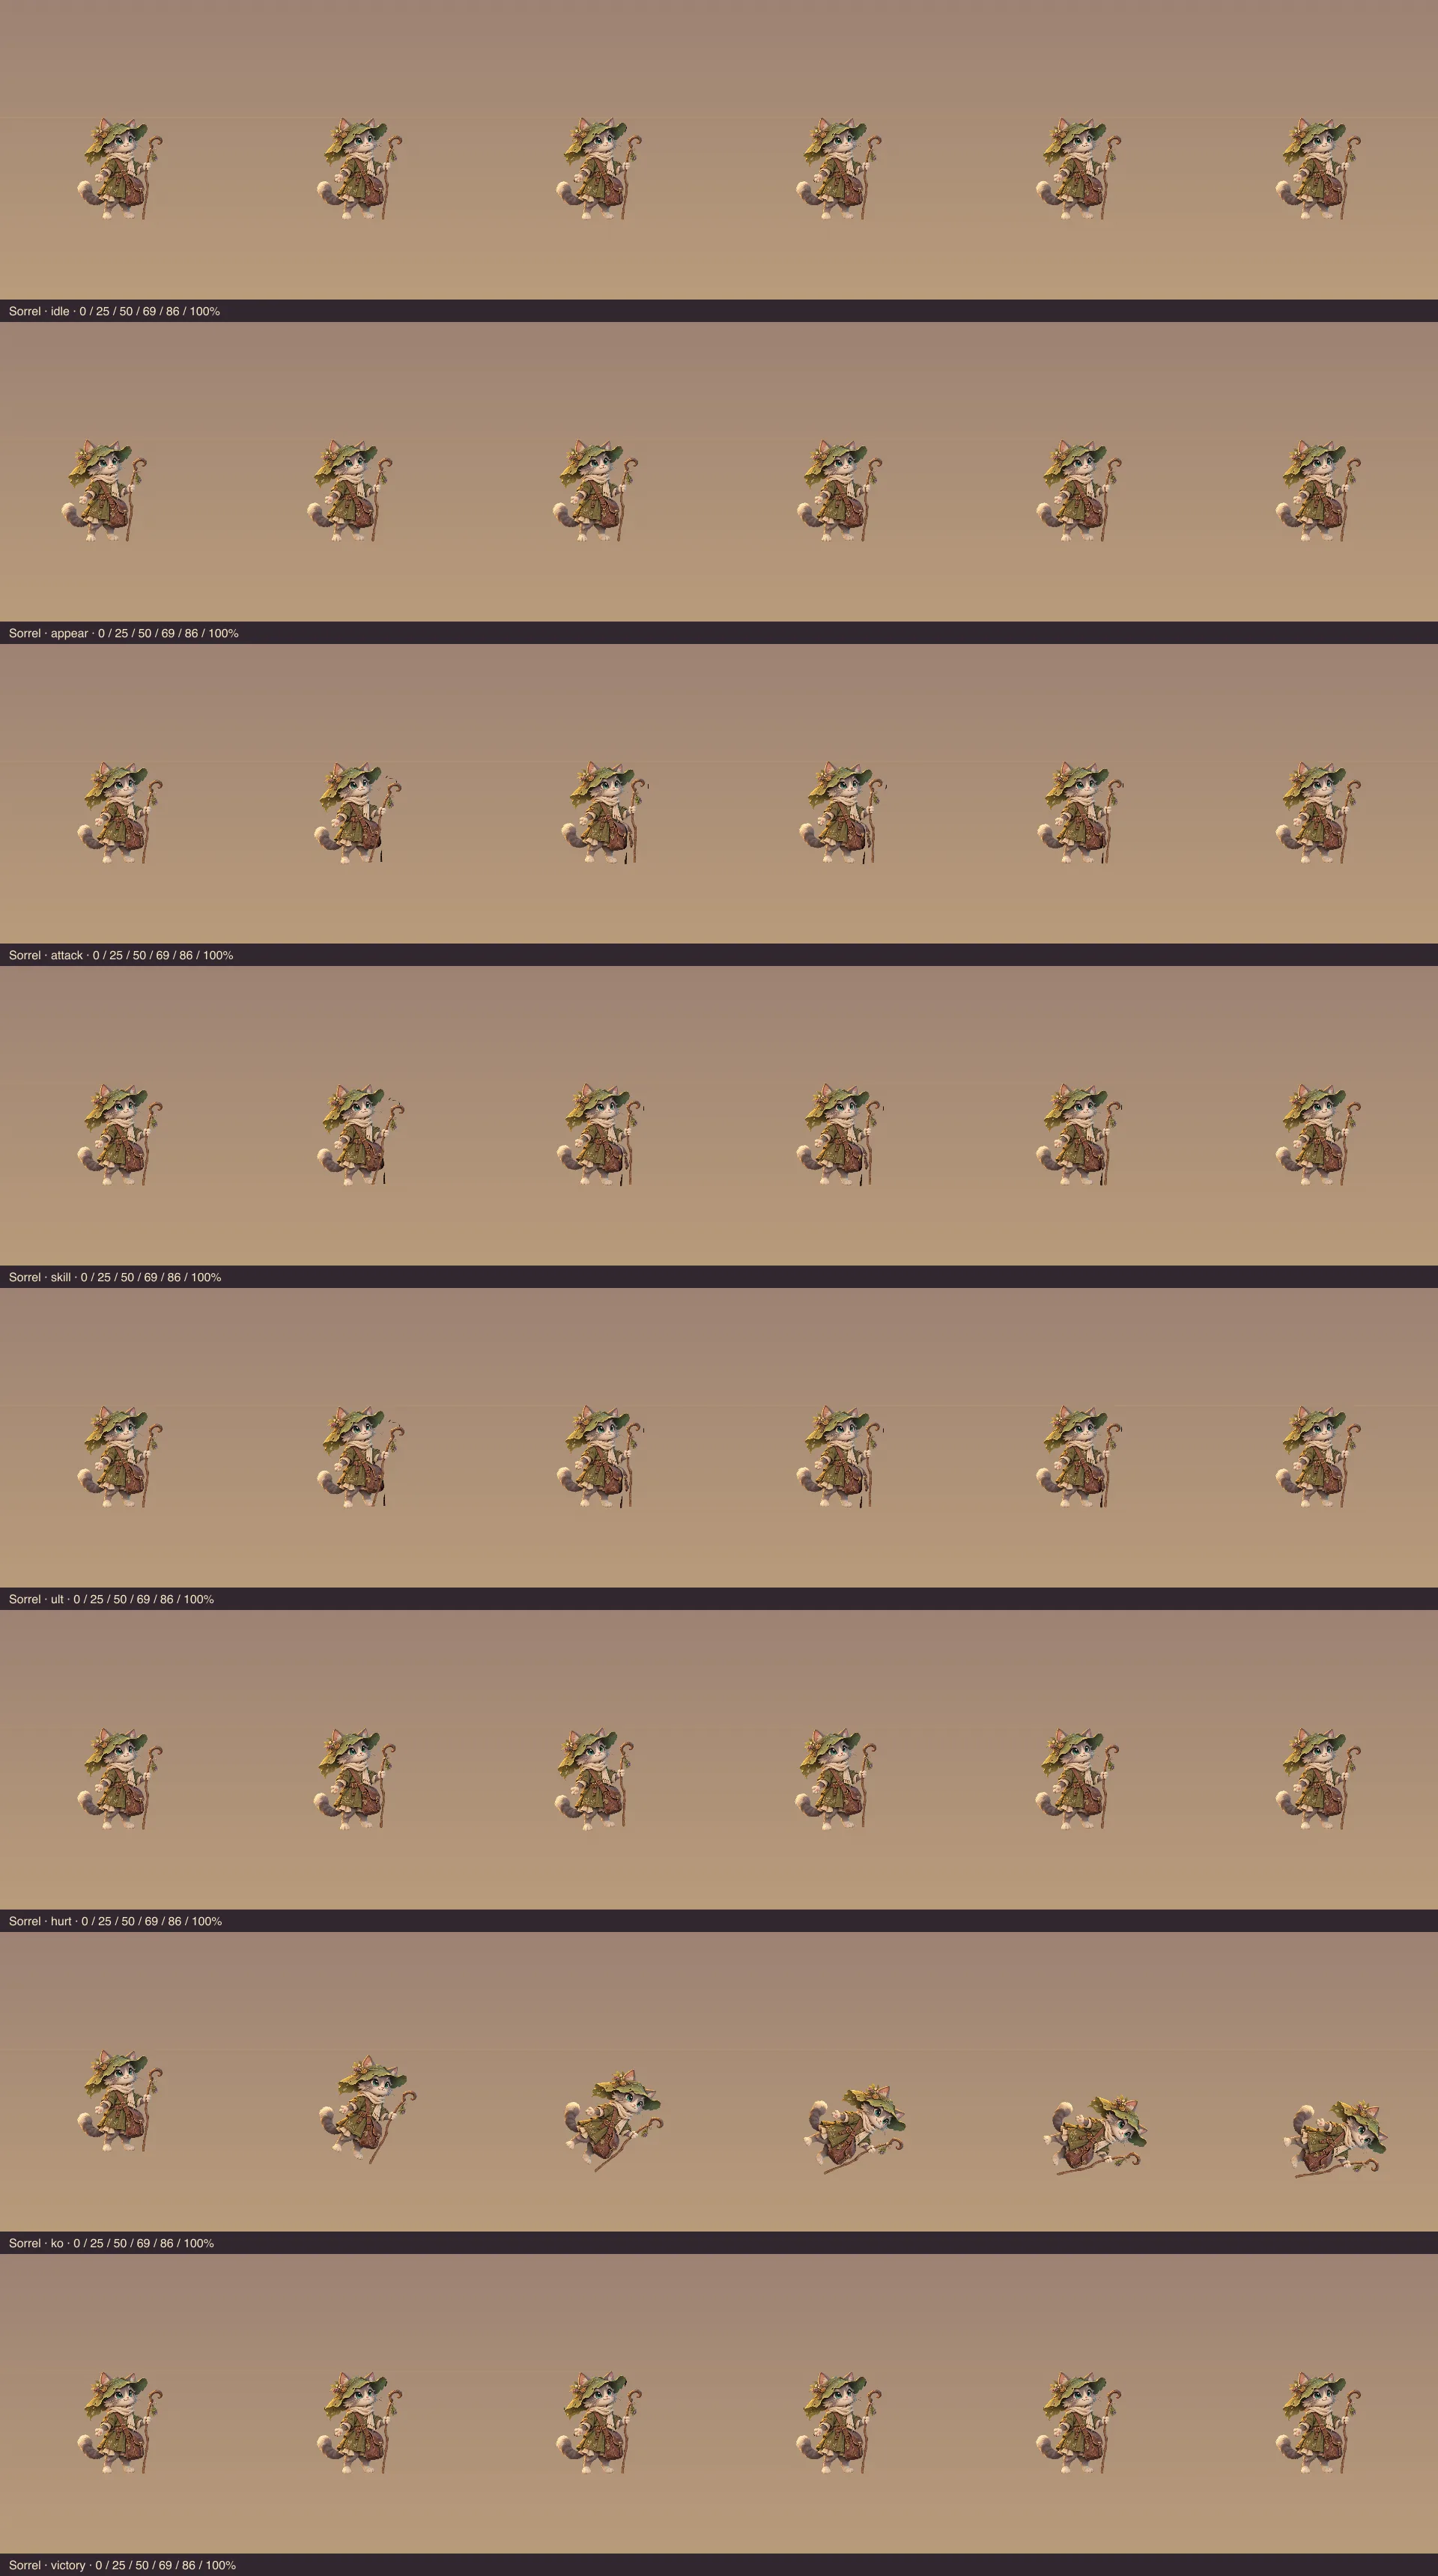 Sorrel · idle · 0 / 25 / 50 / 69 / 86 / 100%
Sorrel · appear · 0 / 25 / 50 / 69 / 86 / 100%
Sorrel · attack · 0 / 25 / 50 / 69 / 86 / 100%
Sorrel · skill · 0 / 25 / 50 / 69 / 86 / 100%
Sorrel · ult · 0 / 25 / 50 / 69 / 86 / 100%
Sorrel · hurt · 0 / 25 / 50 / 69 / 86 / 100%
Sorrel · ko · 0 / 25 / 50 / 69 / 86 / 100%
Sorrel · victory · 0 / 25 / 50 / 69 / 86 / 100%